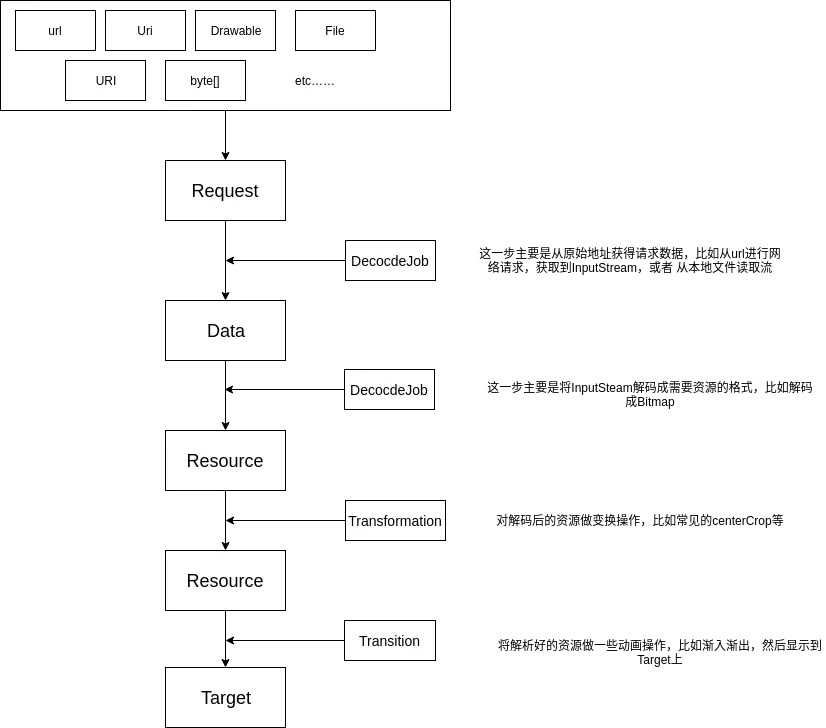 url
Uri
Drawable
File
URI
byte[]
etc……
Request
DecocdeJob
这一步主要是从原始地址获得请求数据，比如从url进行网
络请求，获取到InputStream，或者 从本地文件读取流
Data
DecocdeJob
这一步主要是将InputSteam解码成需要资源的格式，比如解码
成Bitmap
Resource
Transformation
对解码后的资源做变换操作，比如常见的centerCrop等
Resource
Transition
将解析好的资源做一些动画操作，比如渐入渐出，然后显示到
Target上
Target